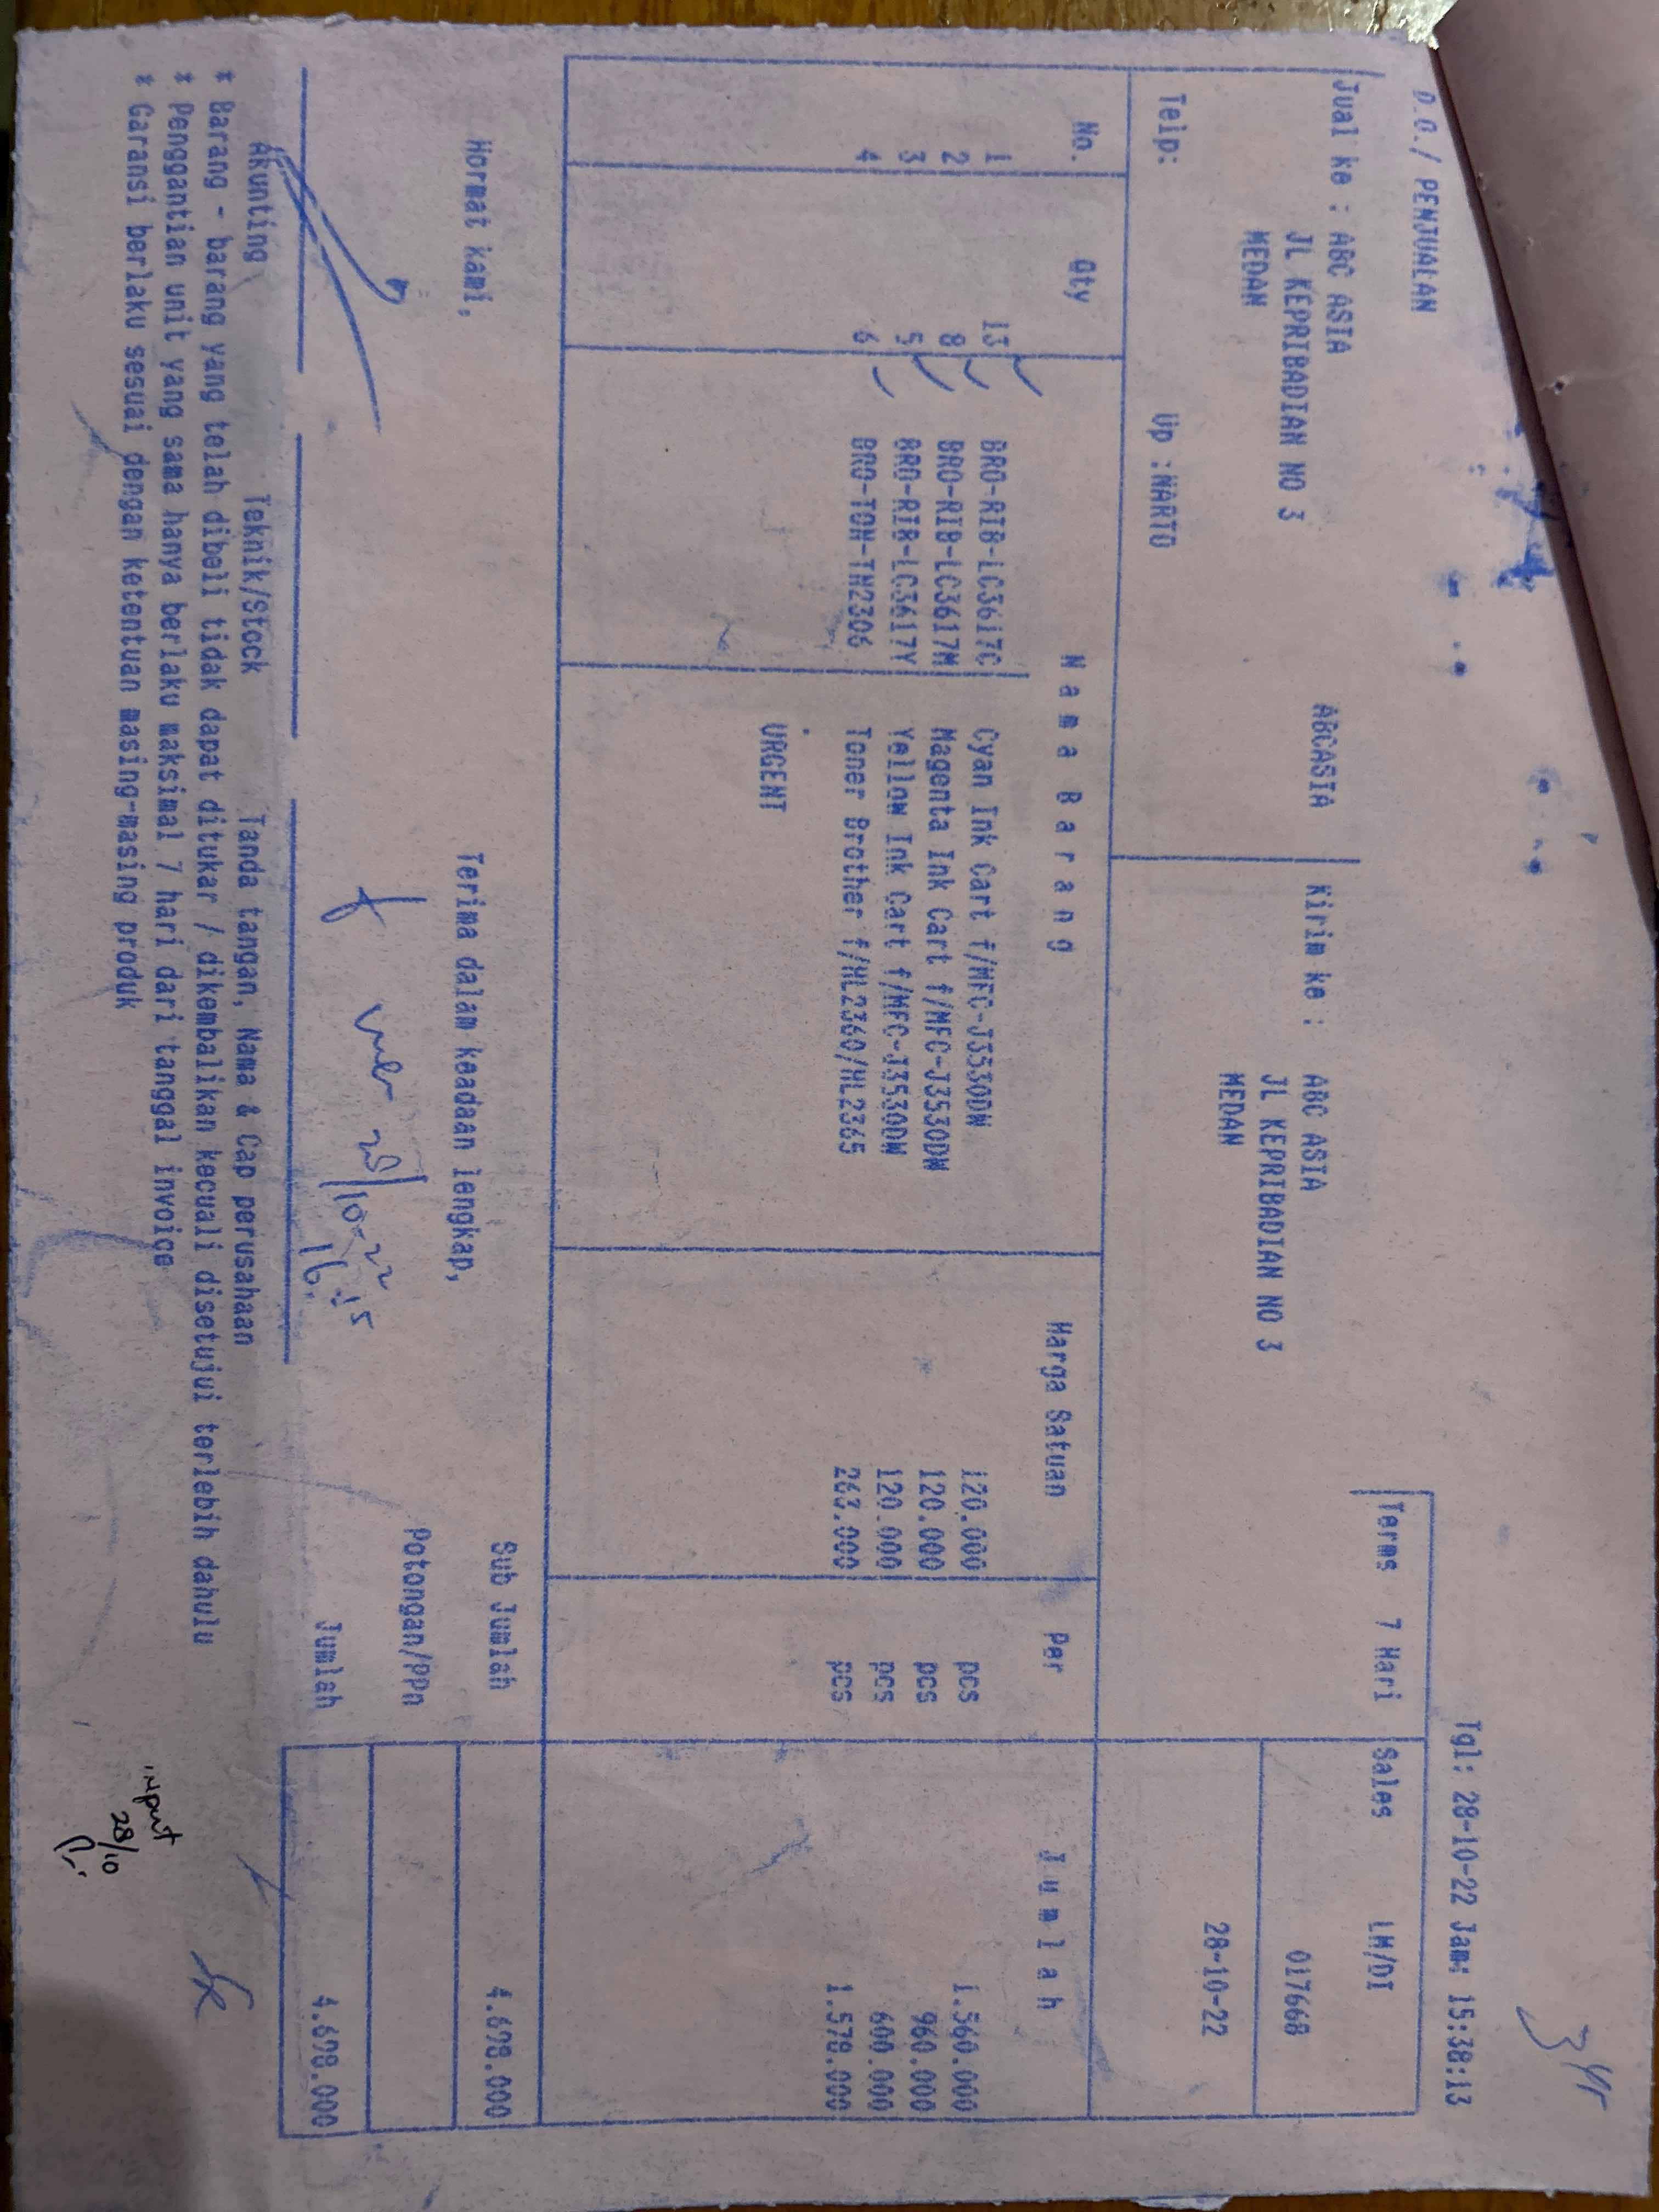 D.O./ PENJUALAN
Tgl: 28-10-22 Jam: 15:38:13
Jual ke : ABC ASIA ABCASIA
JL KEPRIBADIAN NO 3
MEDAN
Telp: Up :NARTO
Kirim ke : ABC ASIA
JL KEPRIBADIAN NO 3
MEDAN
Terms 7 Hari Sales LM/DI
017668
28-10-22
No. Qty Nama Barang Harga Satuan Per Jumlah
1 13 BRO-RIB-LC3617C Cyan Ink Cart f/MFC-J3530DW 120.000 pcs 1.560.000
2 8 BRO-RIB-LC3617M Magenta Ink Cart f/MFC-J3530DW 120.000 pcs 960.000
3 5 BRO-RIB-LC3617Y Yellow Ink Cart f/MFC-J3530DW 120.000 pcs 600.000
4 6 BRO-TON-TN2306 Toner Brother f/HL2360/HL2365 263.000 pcs 1.578.000
URGENT
Hormat kami, Terima dalam keadaan lengkap, Sub Jumlah 4.698.000
Potongan/PPn
Jumlah 4.698.000
28/10-22
16.15
Akunting Teknik/Stock Tanda tangan, Nama & Cap perusahaan
* Barang - barang yang telah dibeli tidak dapat ditukar / dikembalikan kecuali disetujui terlebih dahulu
* Penggantian unit yang sama hanya berlaku maksimal 7 hari dari tanggal invoice
* Garansi berlaku sesuai dengan ketentuan masing-masing produk
input
28/10